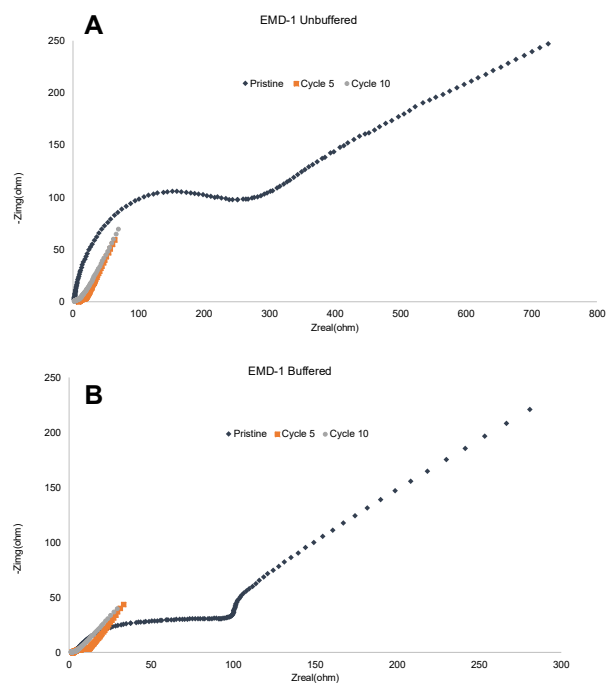 A
EMD-1 Unbuffered
250
200
150
100
50
0
-Zimg(ohm)
Pristine Cycle 5 Cycle 10
0 100 200 300 400 500 600 700 800
Zreal(ohm)
B
EMD-1 Buffered
250
200
150
100
50
0
-Zimg(ohm)
Pristine Cycle 5 Cycle 10
0 50 100 150 200 250 300
Zreal(ohm)